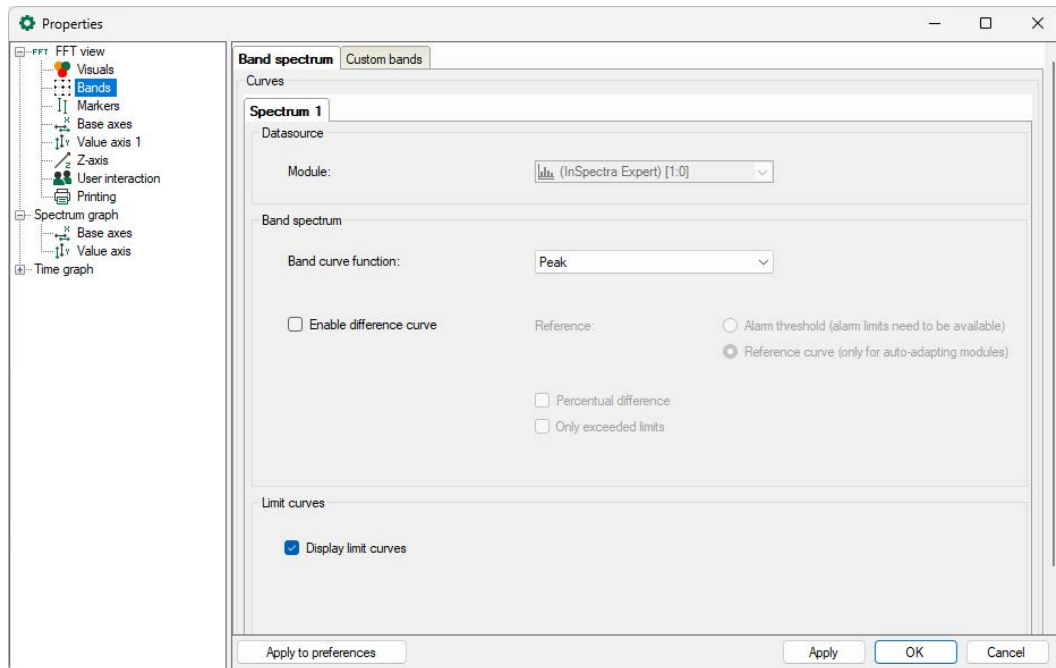 Properties
FFT FFT view
Visuals
Bands
Markers
Base axes
Value axis 1
Z-axis
User interaction
Printing
Spectrum graph
Base axes
Value axis
Time graph
Band spectrum Custom bands
Curves
Spectrum 1
Datasource
Module: (InSpectra Expert) [1:0]
Band spectrum
Band curve function: Peak
Enable difference curve Reference: Alarm threshold (alarm limits need to be available)
Reference curve (only for auto-adapting modules)
Percentual difference
Only exceeded limits
Limit curves
Display limit curves
Apply to preferences Apply OK Cancel